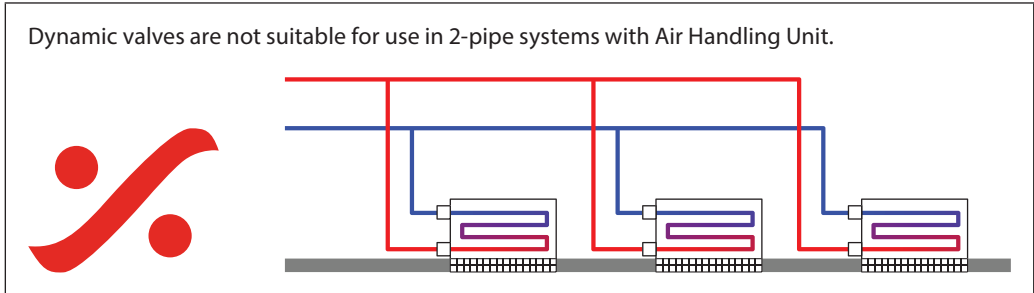 Dynamic valves are not suitable for use in 2-pipe systems with Air Handling Unit.